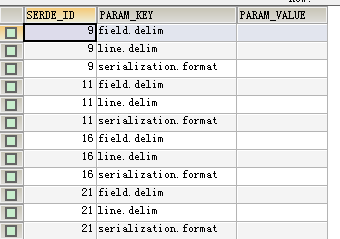 SERDE_ID PARAM_KEY PARAM_VALUE
9 field.delim
9 line.delim
9 serialization.format
11 field.delim
11 line.delim
11 serialization.format
16 field.delim
16 line.delim
16 serialization.format
21 field.delim
21 line.delim
21 serialization.format